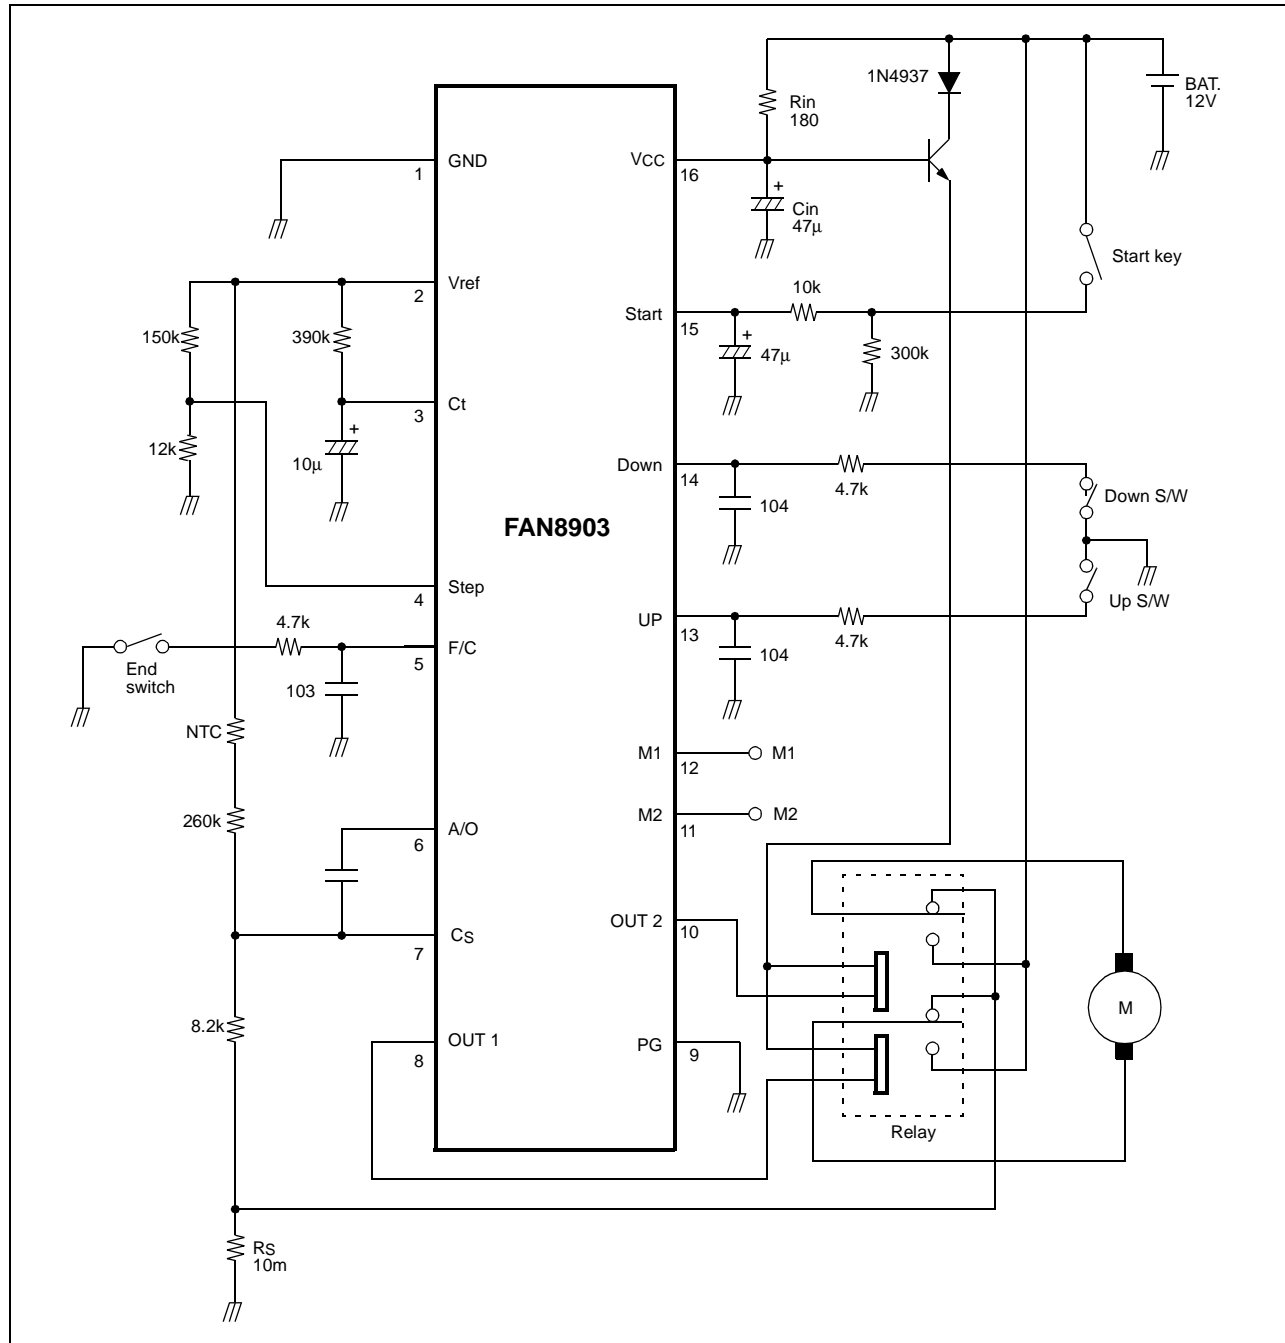 1N4937
BAT.
12V
Rin
180
GND
1
VCC
16
+
Cin
47µ
Start key
Vref
2
150k
390k
Start
15
10k
+
47µ
300k
Ct
3
+
12k
10µ
Down
14
4.7k
104
Down S/W
FAN8903
Step
4
Up S/W
4.7k
UP
13
4.7k
F/C
5
End
switch
103
104
NTC
M1
12
M1
260k
A/O
6
M2
11
M2
OUT 2
10
CS
7
8.2k
M
OUT 1
8
PG
9
Relay
RS
10m